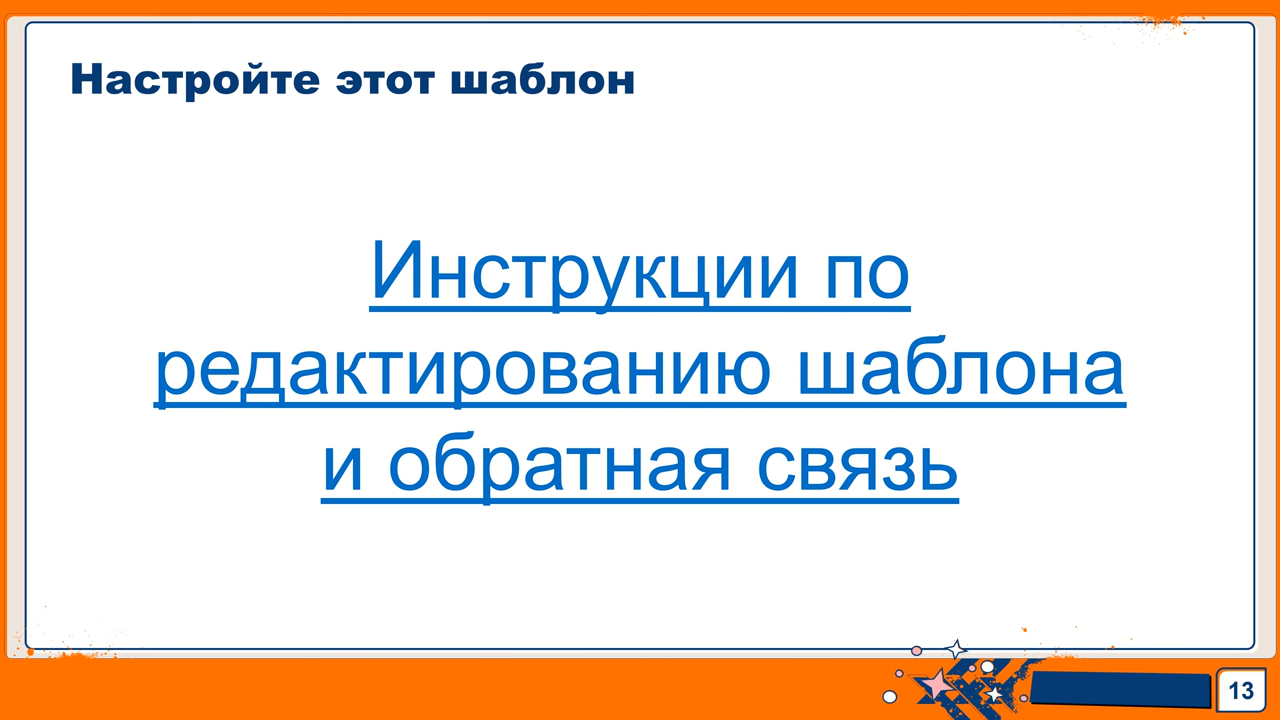 Настройте этот шаблон
Инструкции по
редактированию шаблона
и обратная связь
13